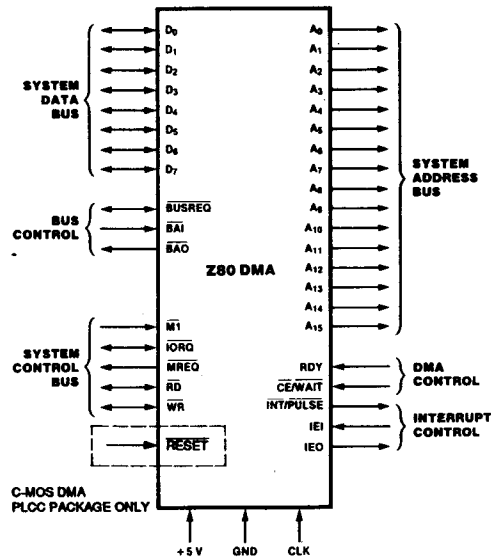 SYSTEM
DATA
BUS
D0
D1
D2
D3
D4
D5
D6
D7
BUS
CONTROL
BUSREQ
BAI
BAO
SYSTEM
CONTROL
BUS
M1
IORQ
MREQ
RD
WR
RESET
C-MOS DMA
PLCC PACKAGE ONLY
Z80 DMA
A0
A1
A2
A3
A4
A5
A6
A7
A8
A9
A10
A11
A12
A13
A14
A15
SYSTEM
ADDRESS
BUS
RDY
CE/WAIT
DMA
CONTROL
INT/PULSE
IEI
IEO
INTERRUPT
CONTROL
+5 V
GND
CLK